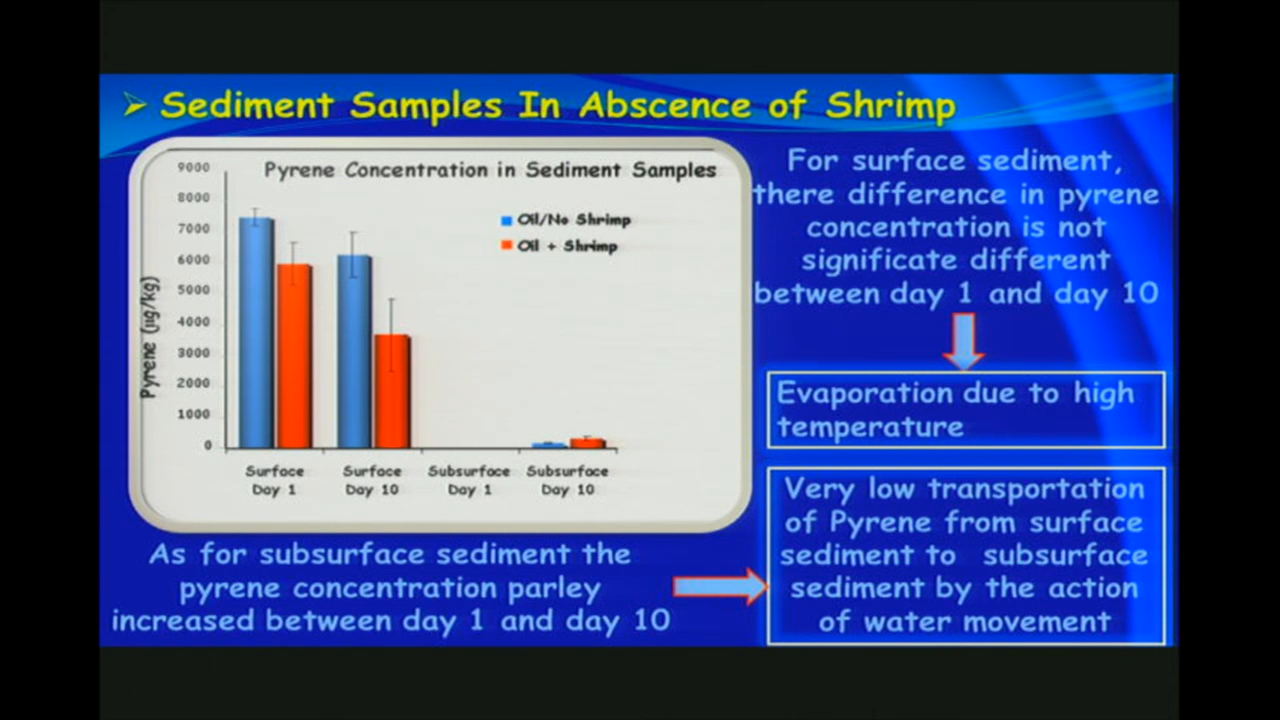 Sediment Samples In Abscence of Shrimp
Pyrene Concentration in Sediment Samples
9000
8000
7000
6000
5000
4000
3000
2000
1000
0
Pyrene (µg/kg)
Oil/No Shrimp
Oil + Shrimp
Surface
Day 1
Surface
Day 10
Subsurface
Day 1
Subsurface
Day 10
For surface sediment,
there difference in pyrene
concentration is not
significate different
between day 1 and day 10
Evaporation due to high
temperature
As for subsurface sediment the
pyrene concentration parley
increased between day 1 and day 10
Very low transportation
of Pyrene from surface
sediment to subsurface
sediment by the action
of water movement